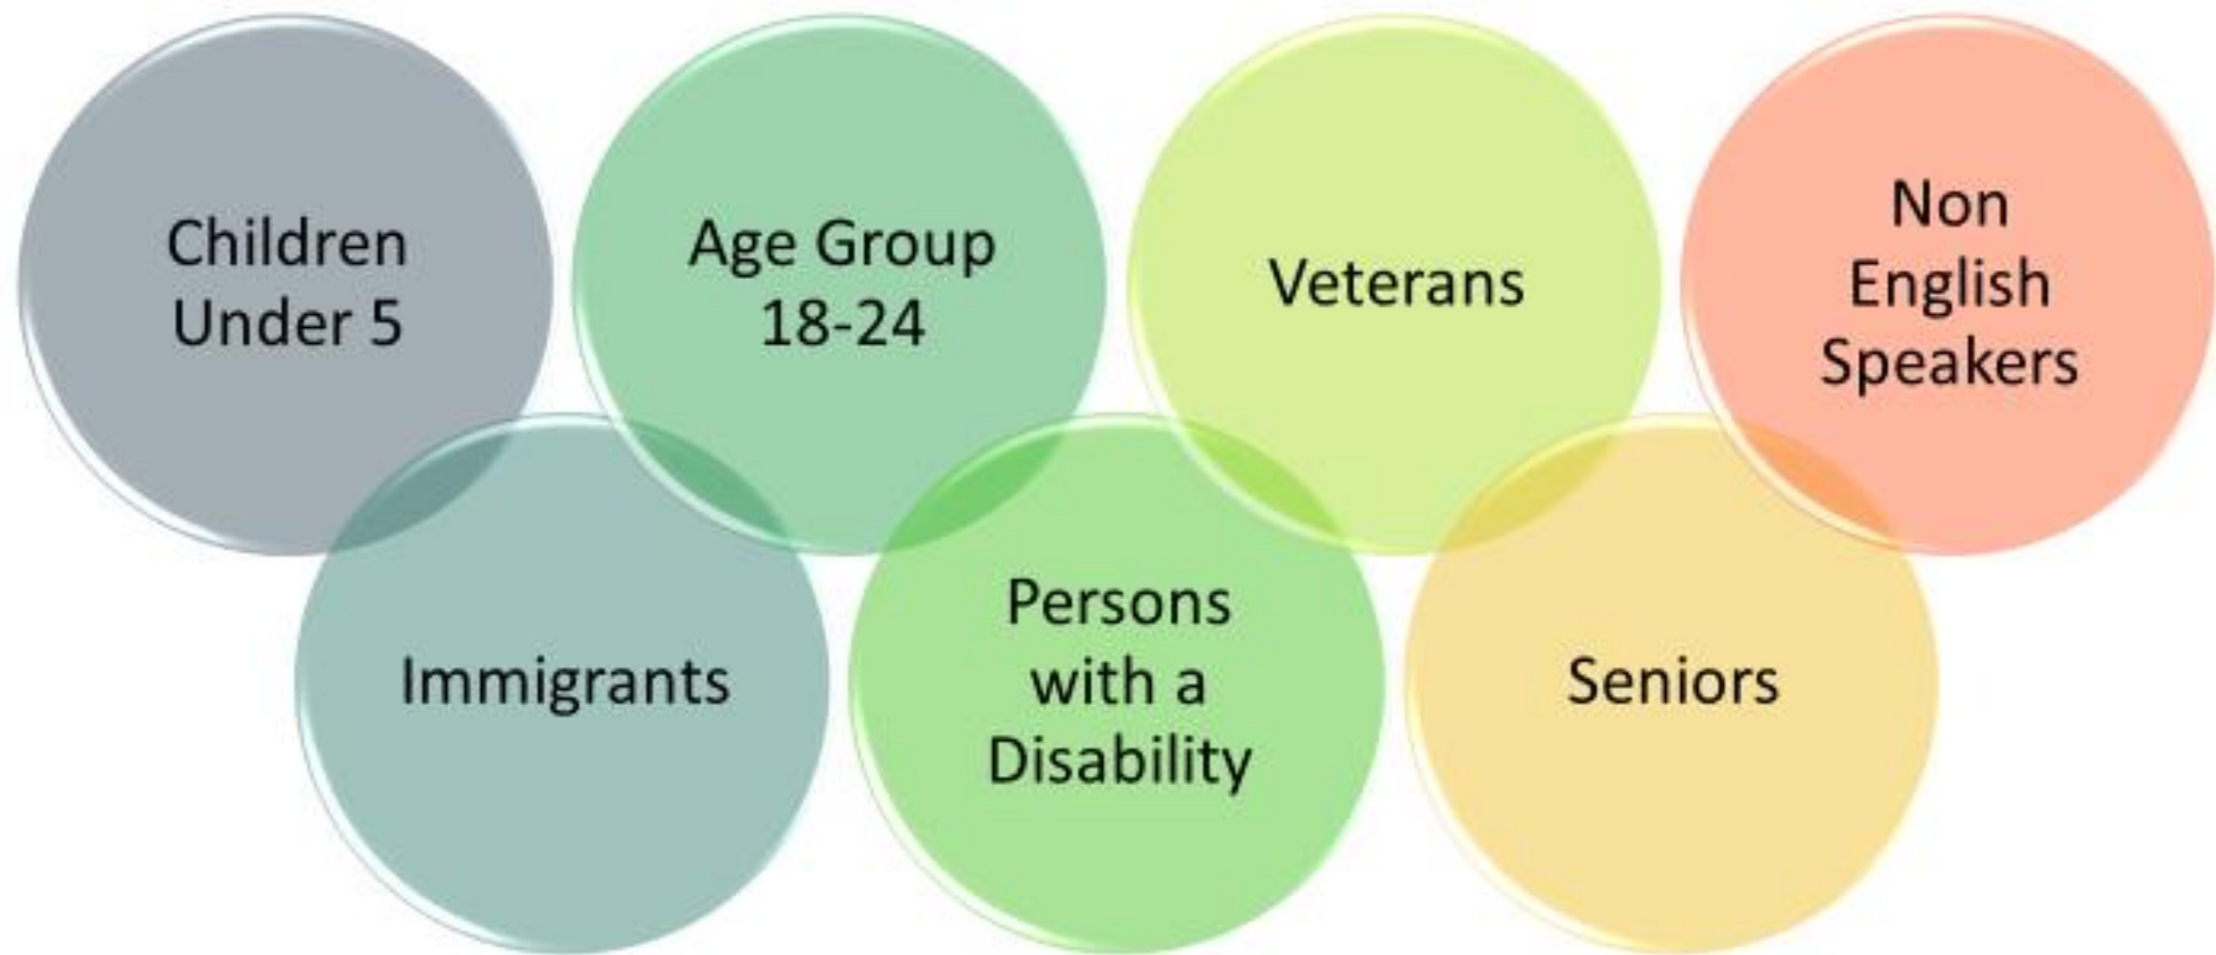 Children
Under 5
Age Group
18-24
Veterans
Non
English
Speakers
Immigrants
Persons
with a
Disability
Seniors